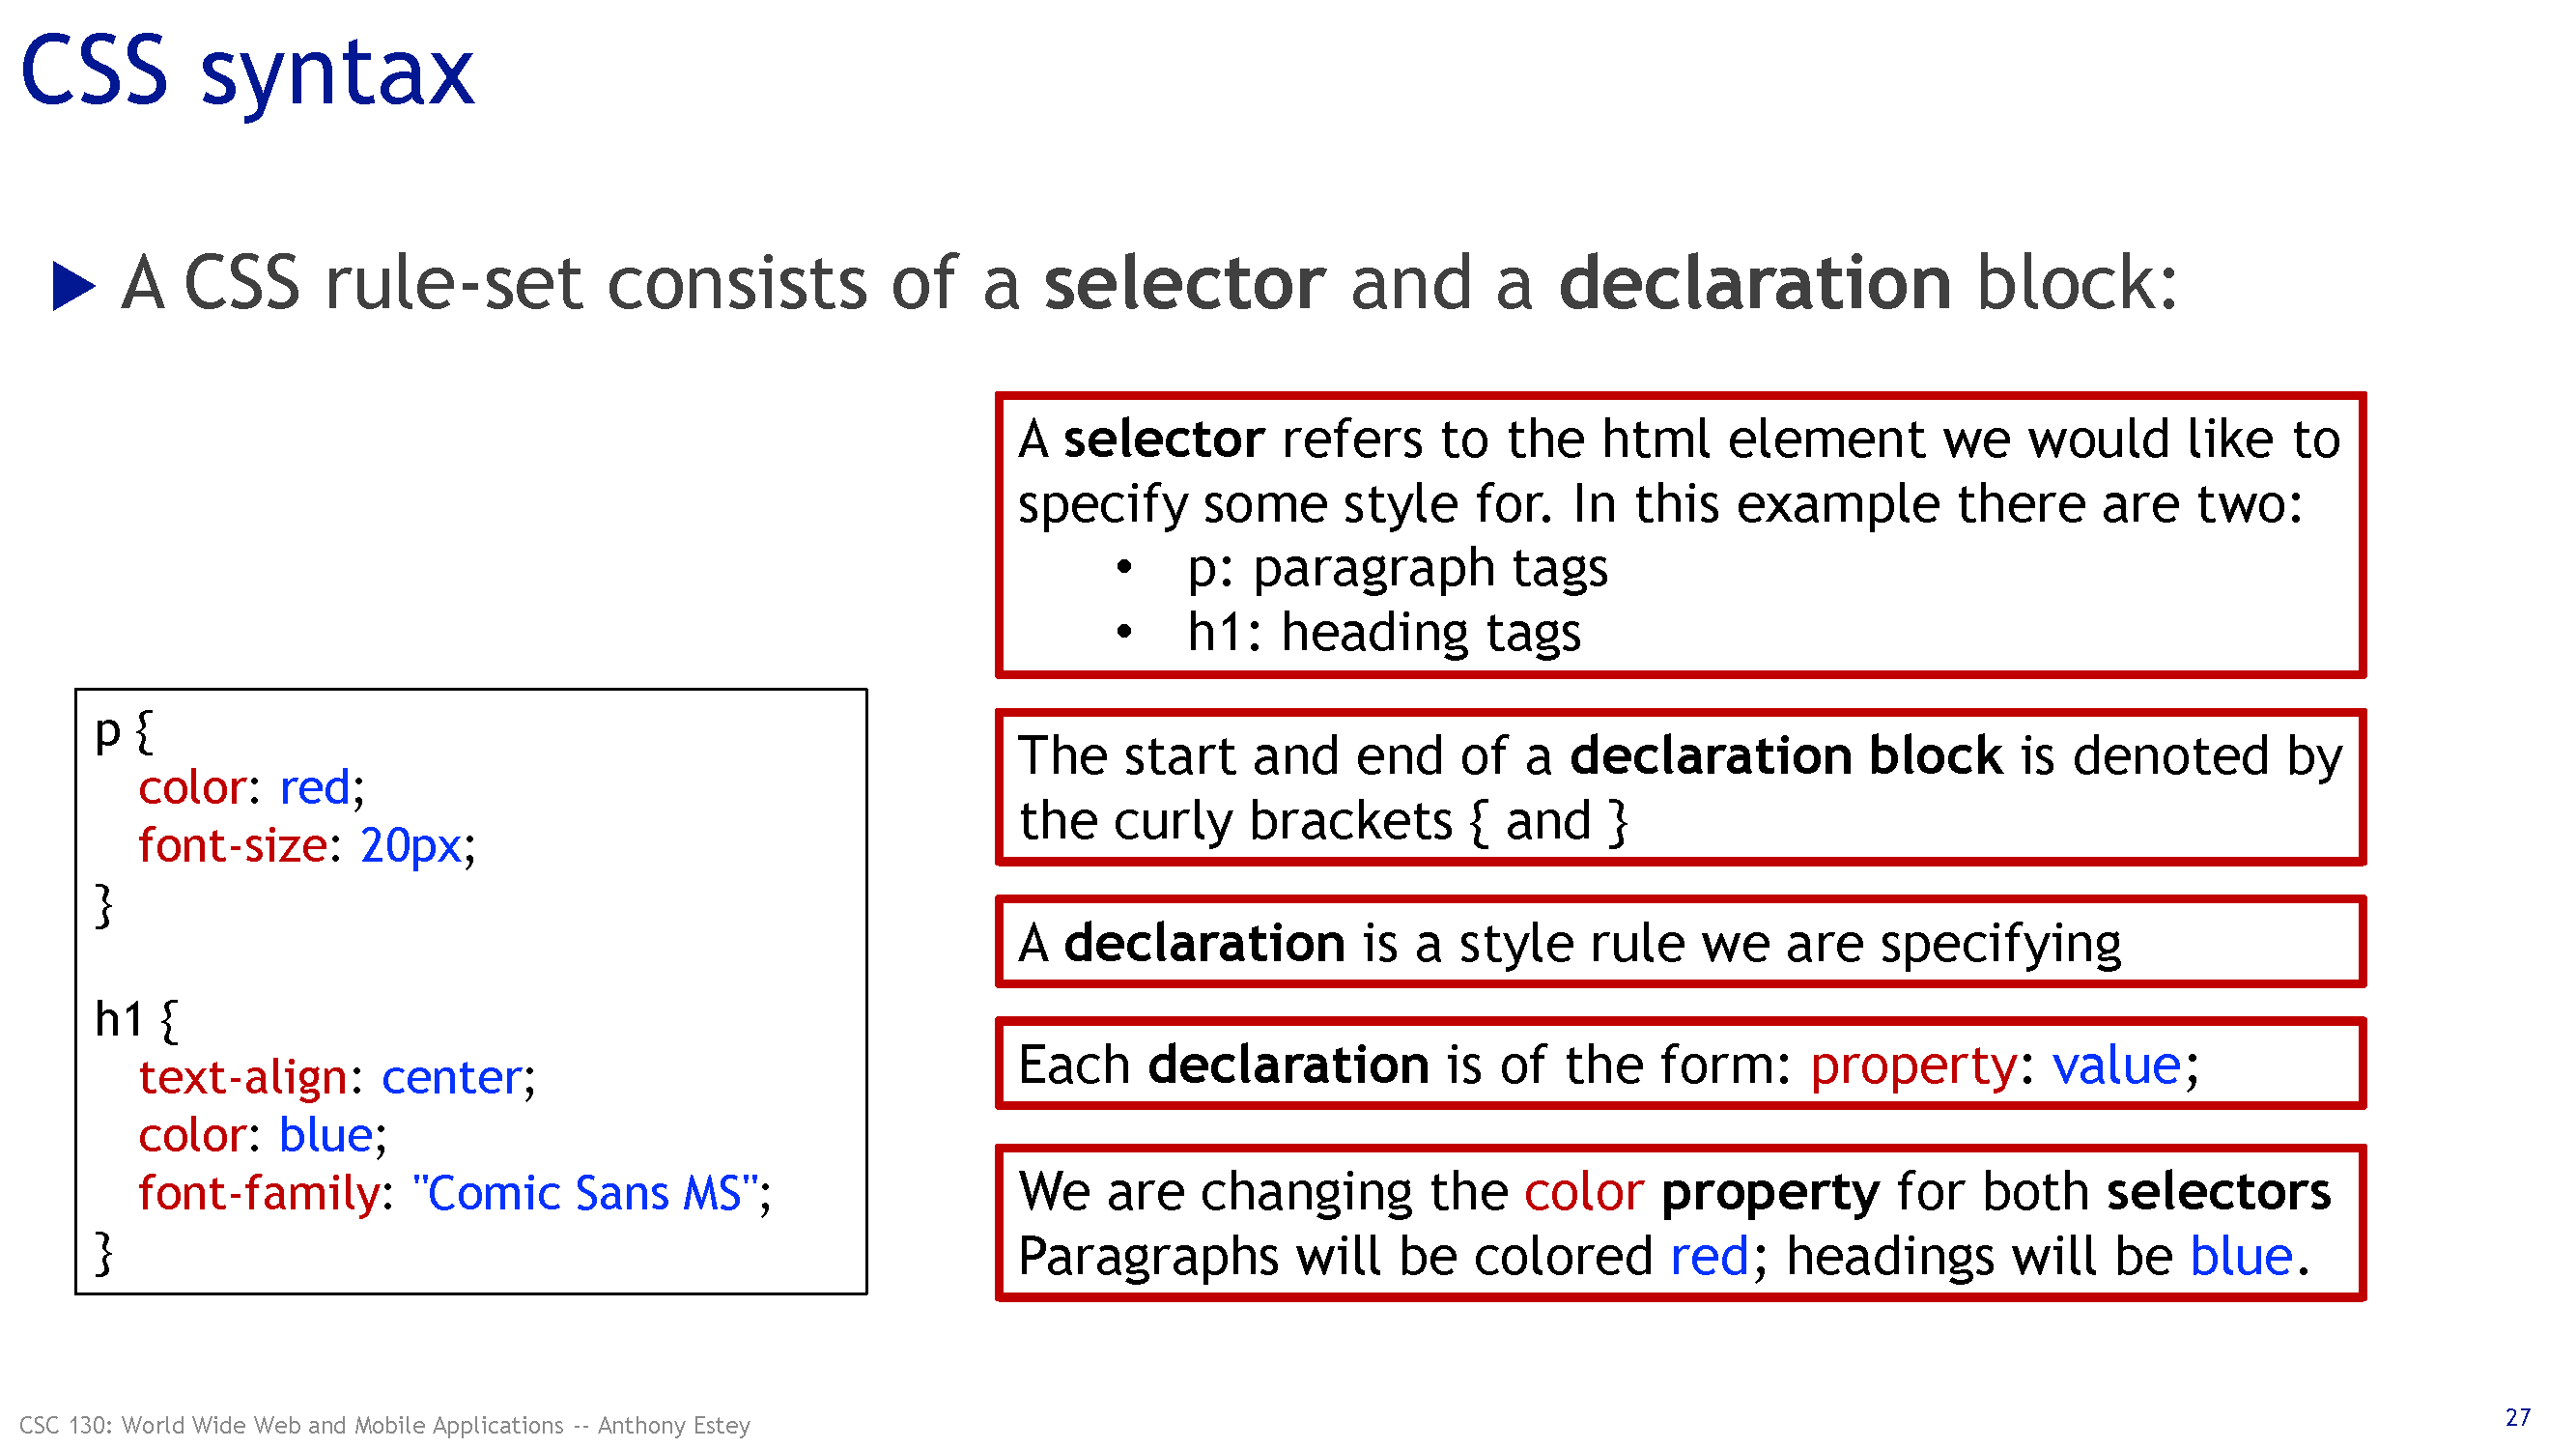 CSS syntax
A CSS rule-set consists of a selector and a declaration block:
p {
color: red;
font-size: 20px;
}
h1 {
text-align: center;
color: blue;
font-family: "Comic Sans MS";
}
A selector refers to the html element we would like to
specify some style for. In this example there are two:
• p: paragraph tags
• h1: heading tags
The start and end of a declaration block is denoted by
the curly brackets { and }
A declaration is a style rule we are specifying
Each declaration is of the form: property: value;
We are changing the color property for both selectors
Paragraphs will be colored red; headings will be blue.
CSC 130: World Wide Web and Mobile Applications -- Anthony Estey
27